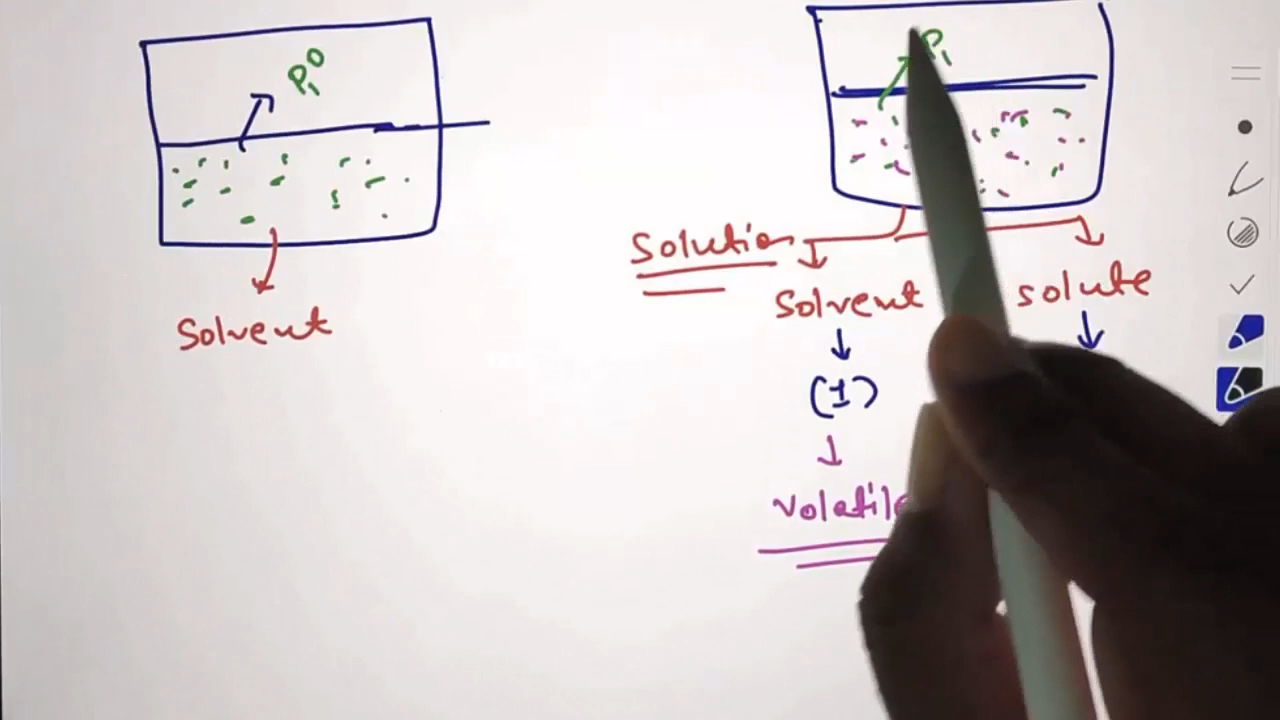 P₁⁰
P₁
Solution
Solvent
solute
Solvent
(1)
Volatile